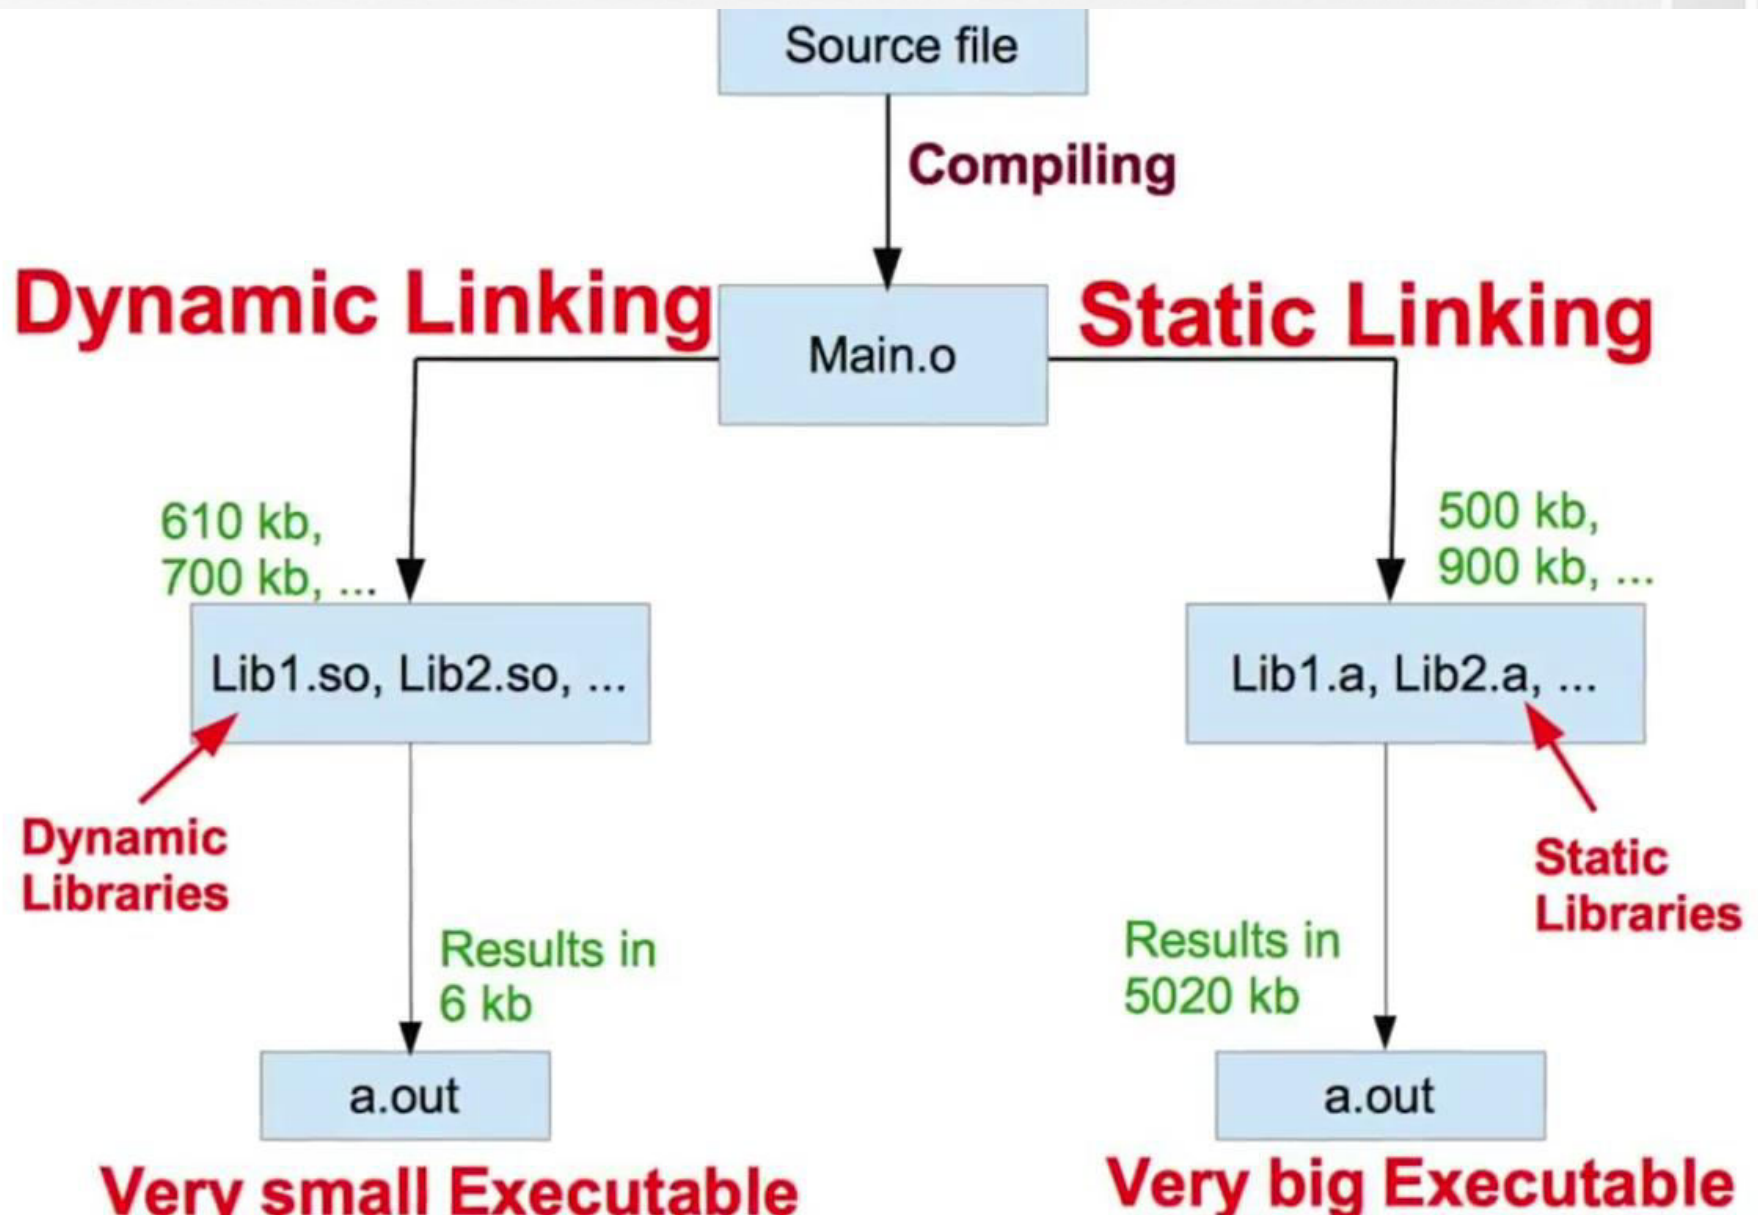 Source file
Compiling
Dynamic Linking
Static Linking
Main.o
610 kb,
700 kb, ...
500 kb,
900 kb, ...
Lib1.so, Lib2.so, ...
Lib1.a, Lib2.a, ...
Dynamic
Libraries
Static
Libraries
Results in
6 kb
Results in
5020 kb
a.out
a.out
Very small Executable
Very big Executable